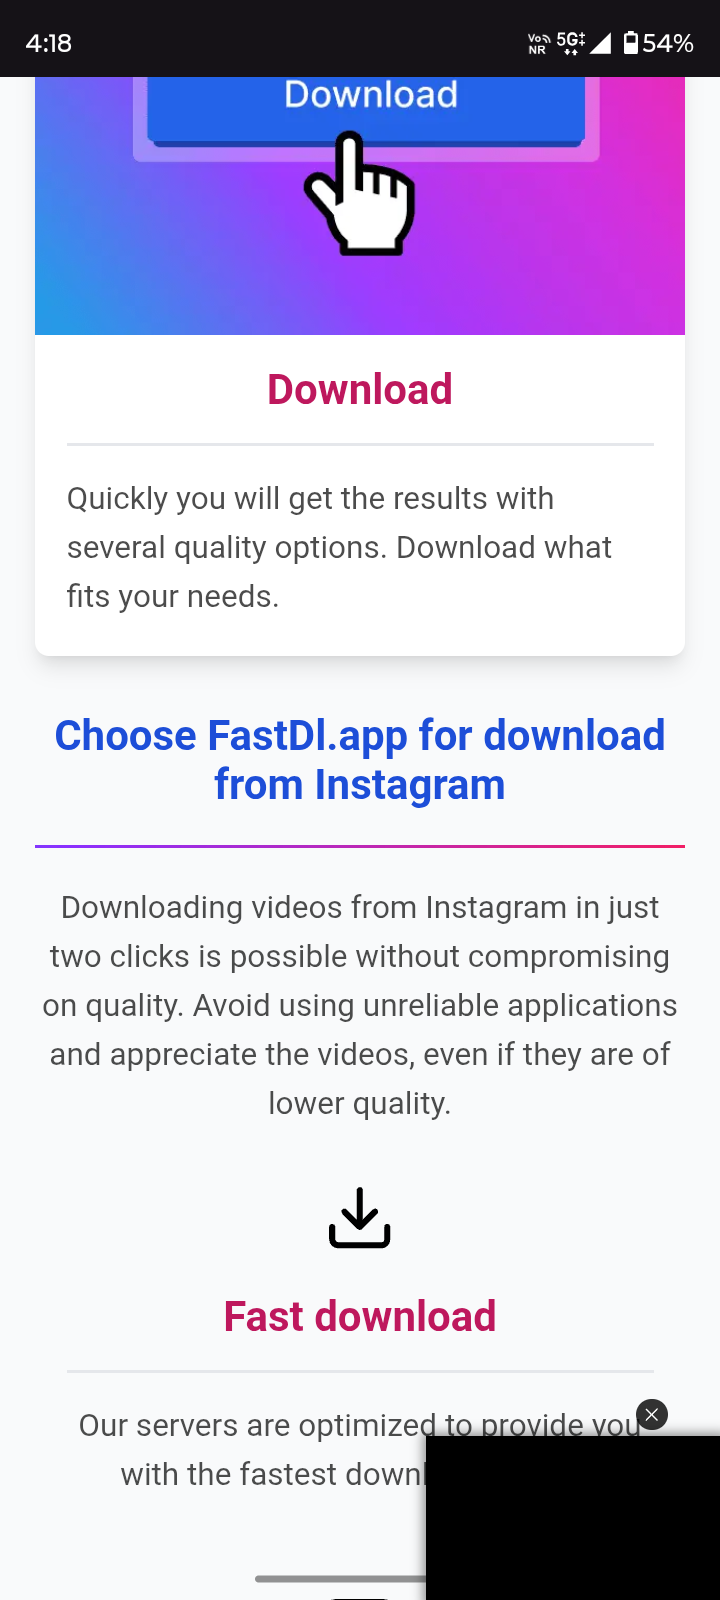 4:18
Vo NR 5G 54%
Download
Download
Quickly you will get the results with
several quality options. Download what
fits your needs.
Choose FastDl.app for download
from Instagram
Downloading videos from Instagram in just
two clicks is possible without compromising
on quality. Avoid using unreliable applications
and appreciate the videos, even if they are of
lower quality.
Fast download
Our servers are optimized to provide you
with the fastest